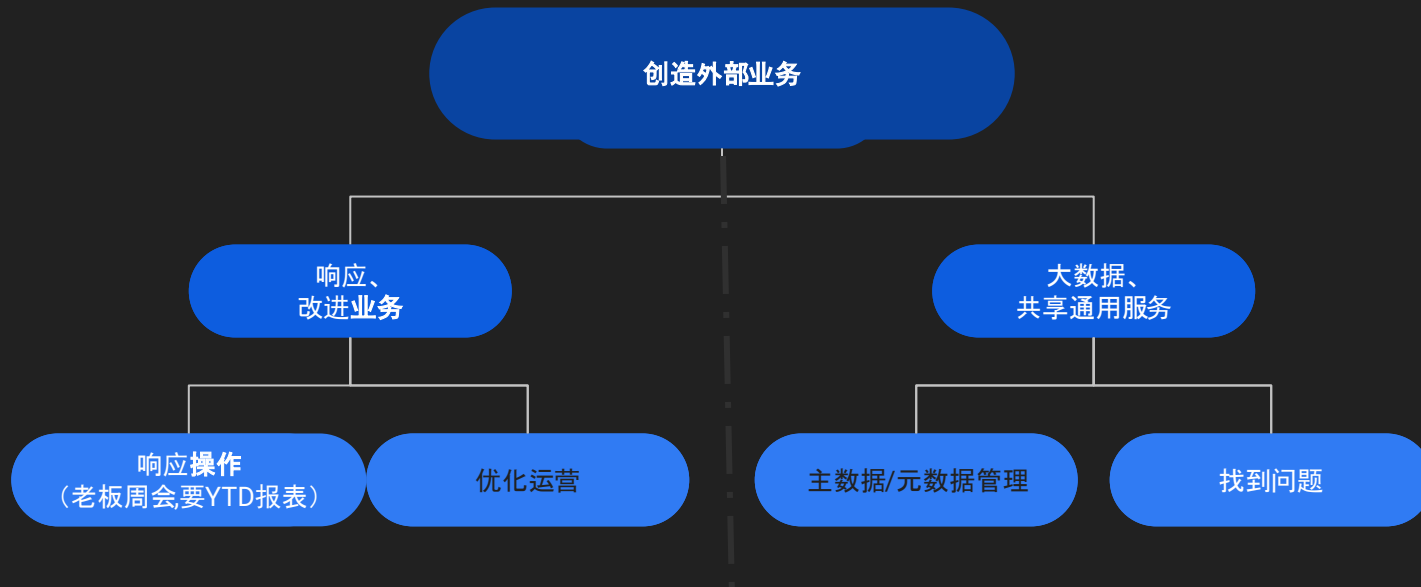 创造外部业务
响应、
改进业务
大数据、
共享通用服务
响应操作
（老板周会,要YTD报表）
优化运营
主数据/元数据管理
找到问题